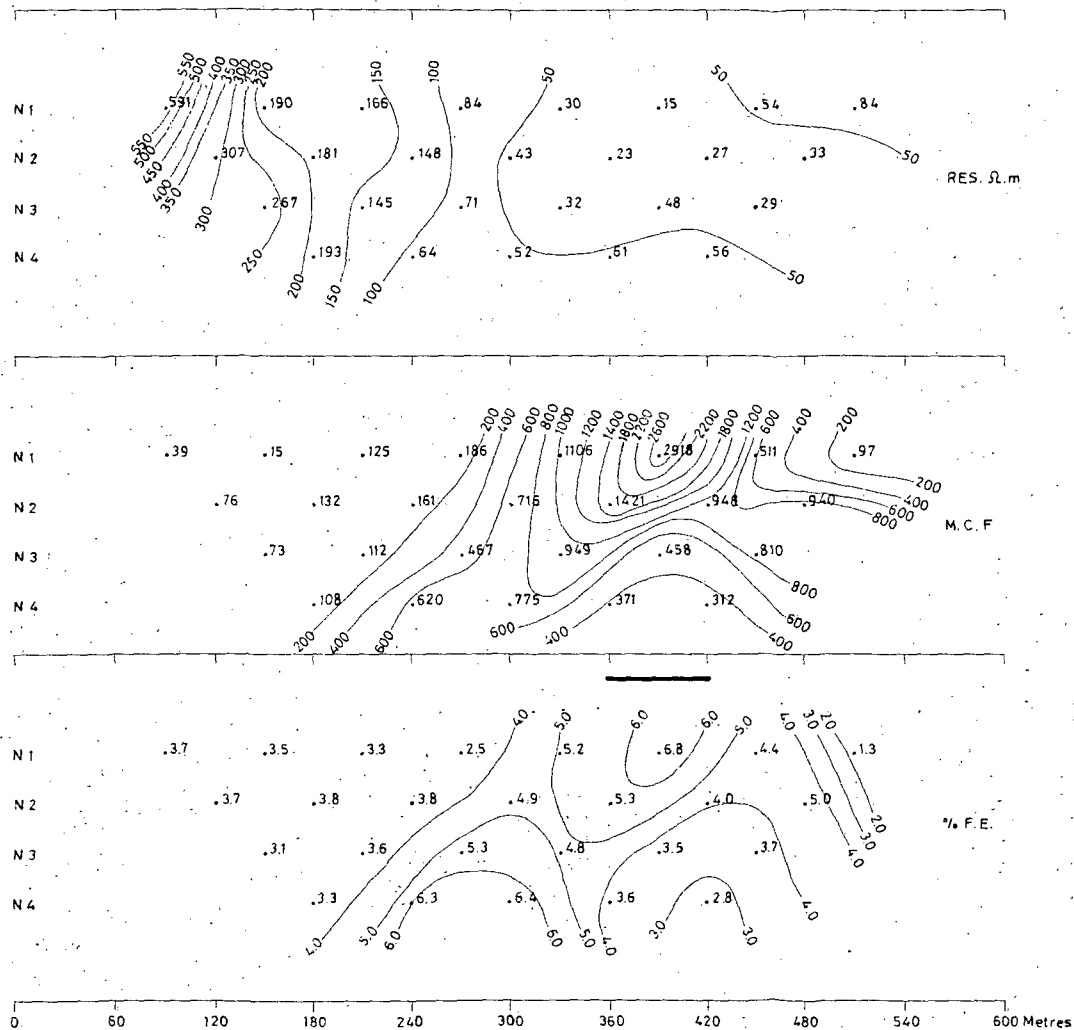 550 500 400 350 300 250 200 150 100 50 50
N 1 .591 .190 .166 .84 .30 .15 .54 .84
N 2 .307 .181 .148 .43 .23 .27 .33 50
RES. Ω.m
N 3 .267 .145 .71 .32 .48 .29
N 4 .193 .64 .52 .61 .56
550 500 450 400 350 300 250 200 150 100 50
200 400 600 800 1000 1200 1400 1800 2200 2600 2200 1800 1200 600 400 200
N 1 .39 .15 .125 .186 .1106 .2918 .511 .97
N 2 .76 .132 .161 .716 .1421 .948 .940
200 400 600 800
M.C.F
N 3 .73 .112 .467 .949 .458 .810
N 4 .108 .620 .775 .371 .312
200 400 600 600 400 800 600 400
4.0 5.0 6.0 6.0 5.0 4.0 3.0 2.0
N 1 .3.7 .3.5 .3.3 .2.5 .5.2 .6.8 .4.4 .1.3
N 2 .3.7 .3.8 .3.8 .4.9 .5.3 .4.0 .5.0
2.0 3.0 4.0
% F.E.
N 3 .3.1 .3.6 .5.3 .4.8 .3.5 .3.7
N 4 .3.3 .6.3 .6.4 .3.6 .2.8
4.0 5.0 6.0 6.0 5.0 4.0 3.0 3.0 4.0
0 60 120 180 240 300 360 420 480 540 600 Metres